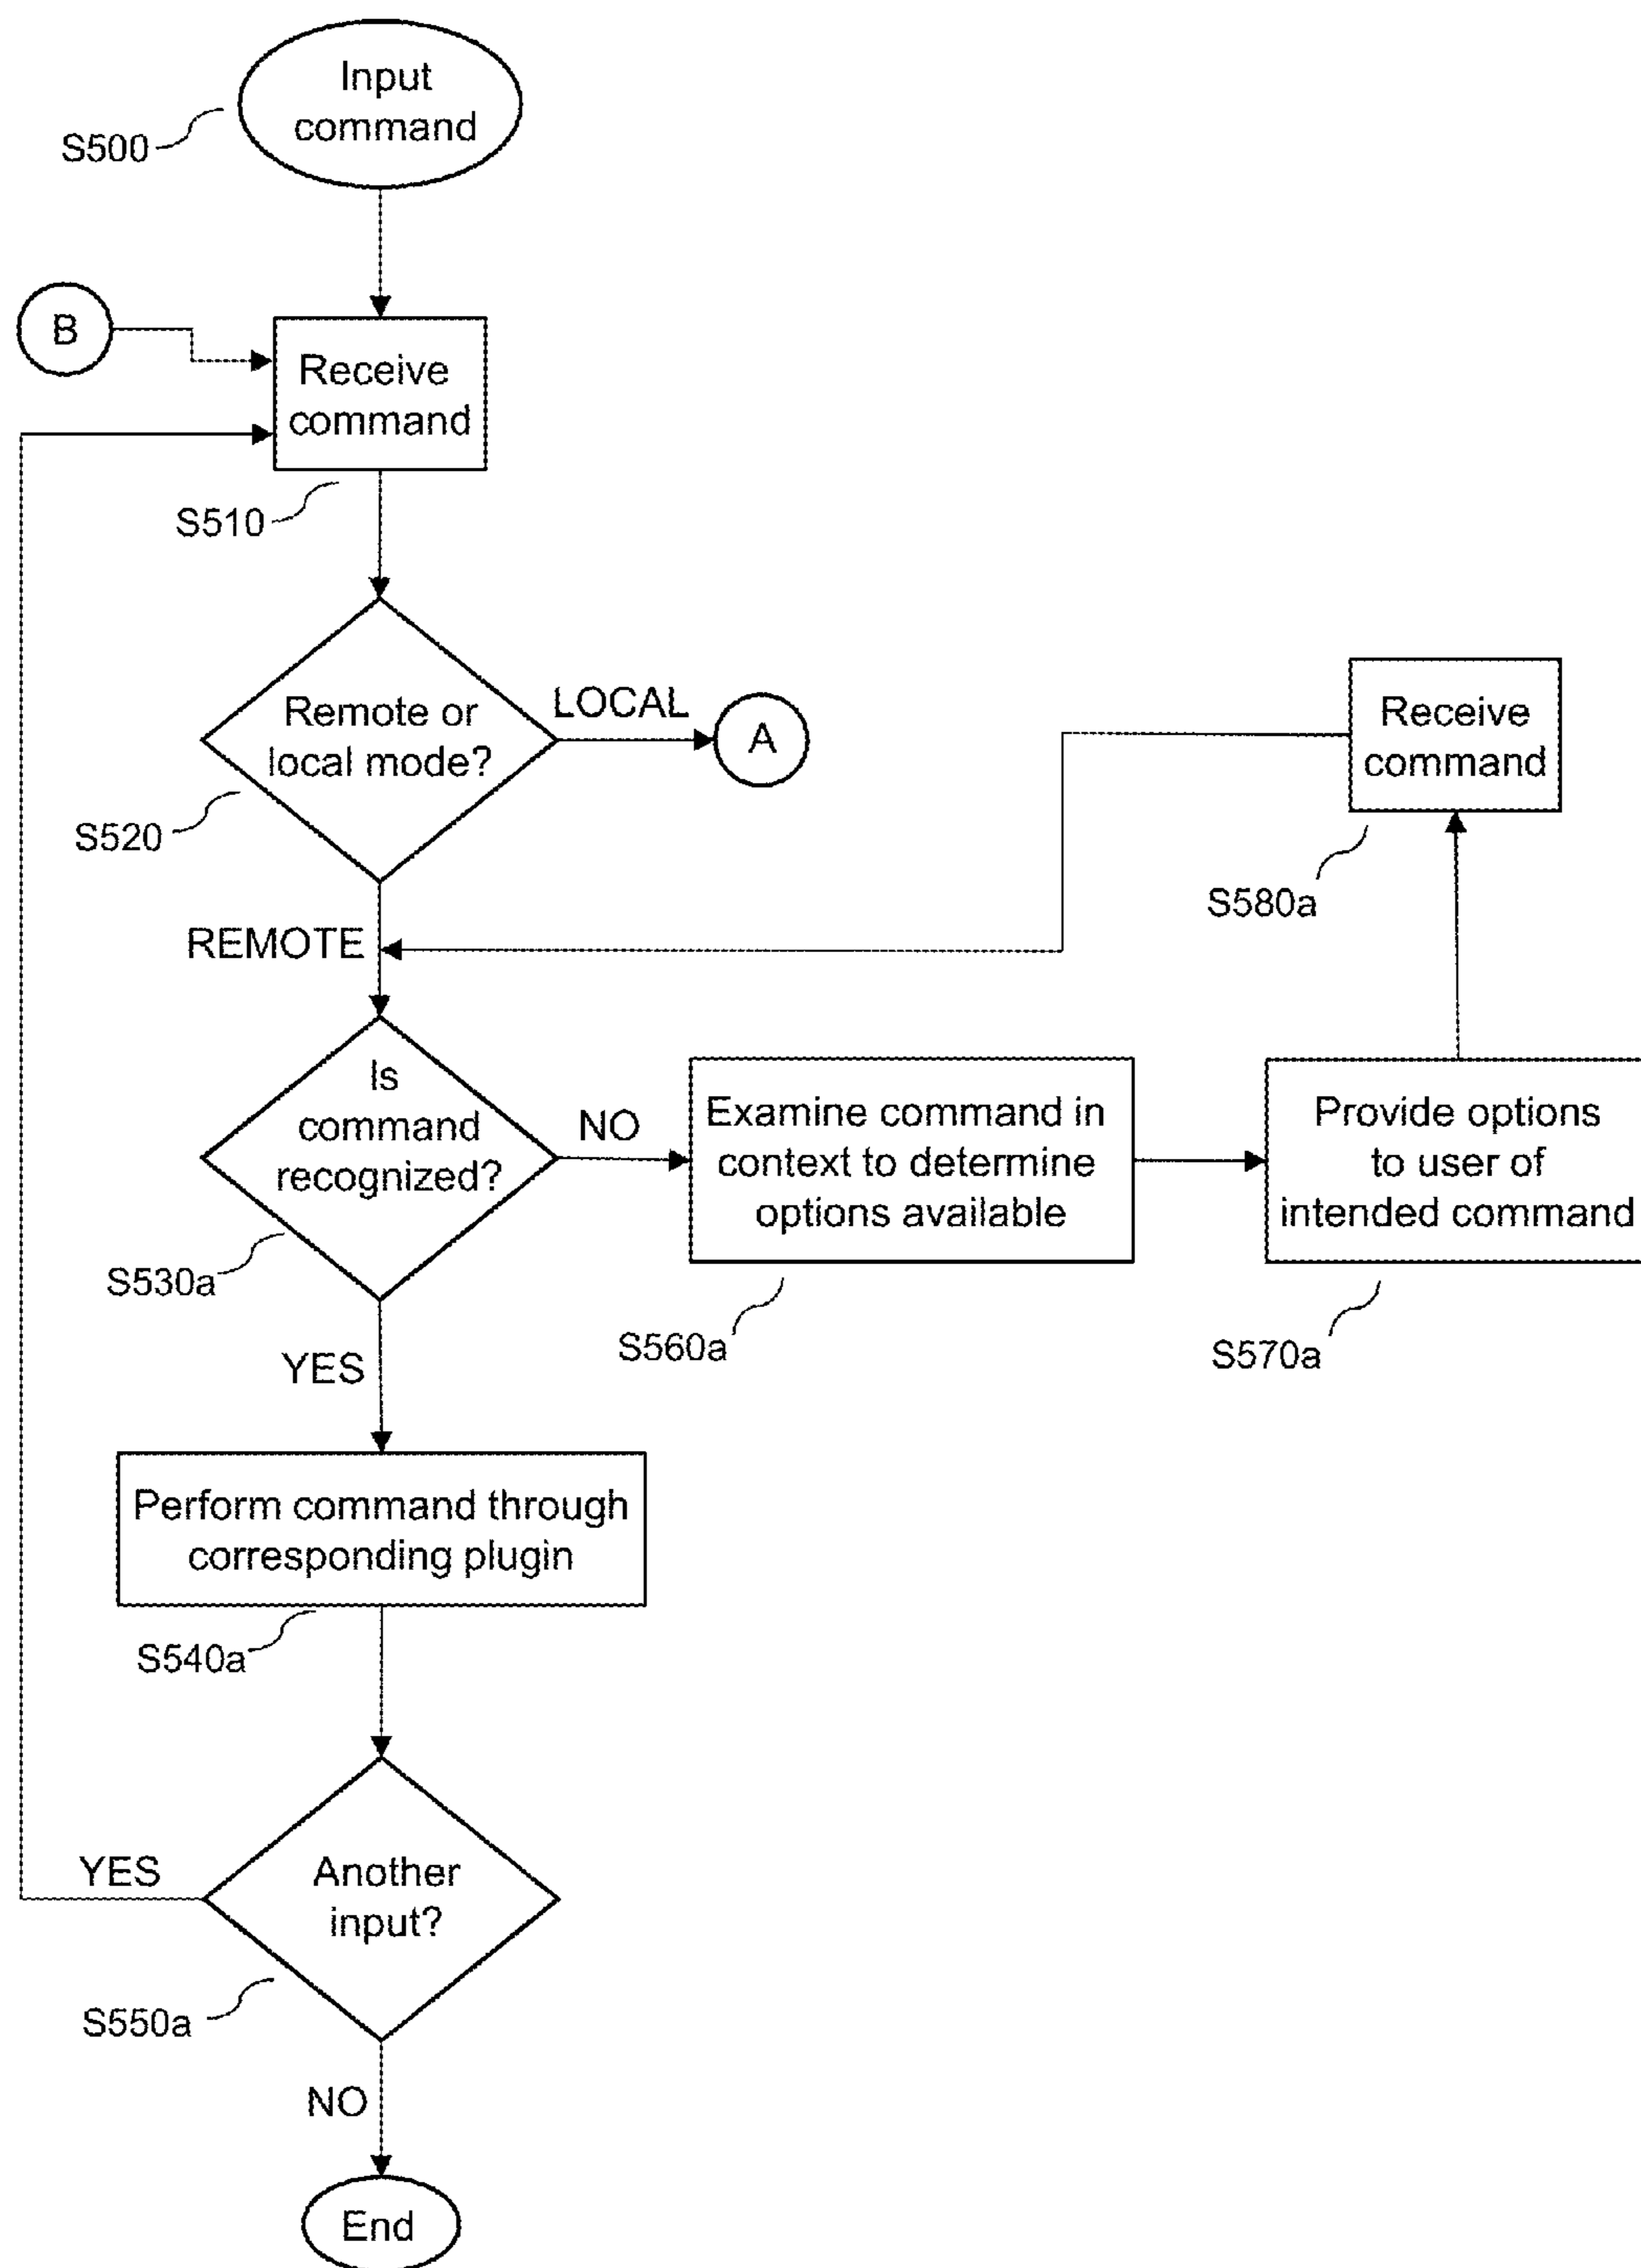 Input
command
S500
B
Receive
command
S510
Remote or
local mode?
LOCAL
A
S520
REMOTE
Receive
command
S580a
Is
command
recognized?
NO
S530a
Examine command in
context to determine
options available
S560a
Provide options
to user of
intended command
S570a
YES
Perform command through
corresponding plugin
S540a
YES
Another
input?
S550a
NO
End